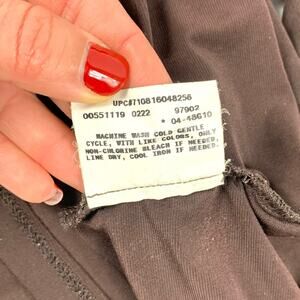 UPC#710816048256
00551119 0222 97902
* 04-48G10
MACHINE WASH COLD GENTLE
CYCLE, WITH LIKE COLORS, ONLY
NON-CHLORINE BLEACH IF NEEDED,
LINE DRY, COOL IRON IF NEEDED.